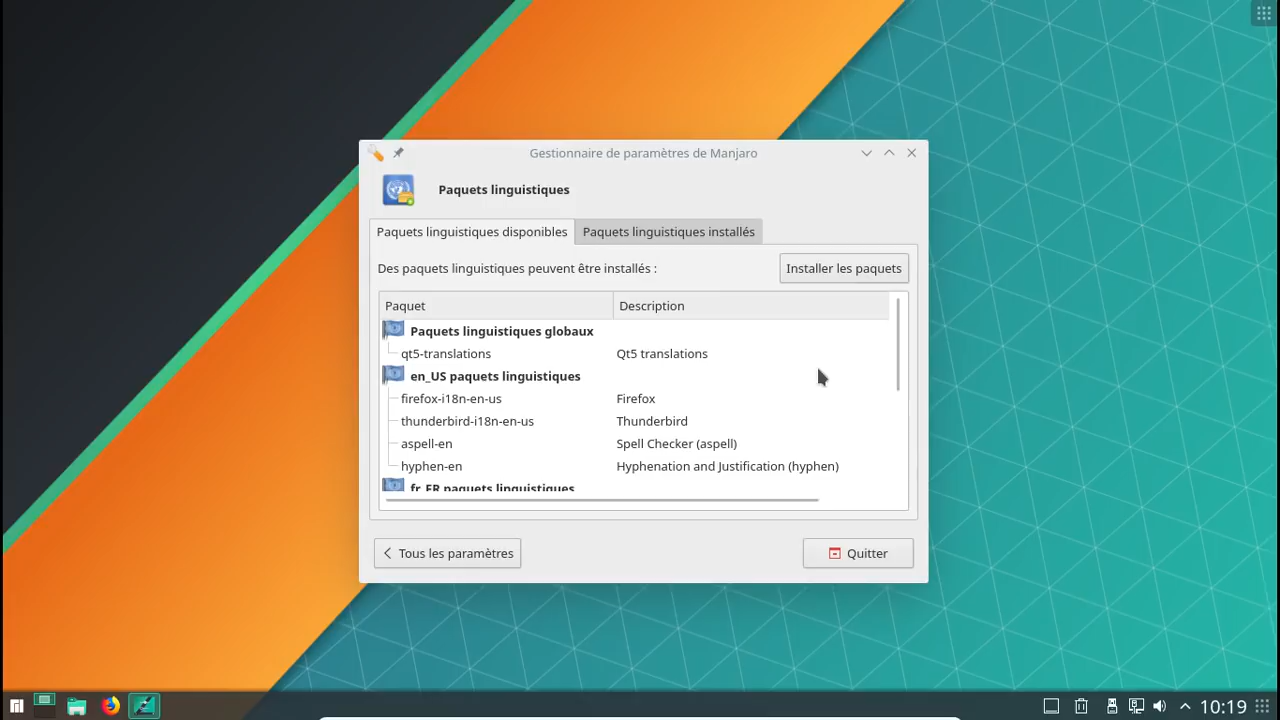 Gestionnaire de paramètres de Manjaro
Paquets linguistiques
Paquets linguistiques disponibles Paquets linguistiques installés
Des paquets linguistiques peuvent être installés : Installer les paquets
Paquet Description
Paquets linguistiques globaux
qt5-translations Qt5 translations
en_US paquets linguistiques
firefox-i18n-en-us Firefox
thunderbird-i18n-en-us Thunderbird
aspell-en Spell Checker (aspell)
hyphen-en Hyphenation and Justification (hyphen)
fr_FR paquets linguistiques
Tous les paramètres Quitter
10:19